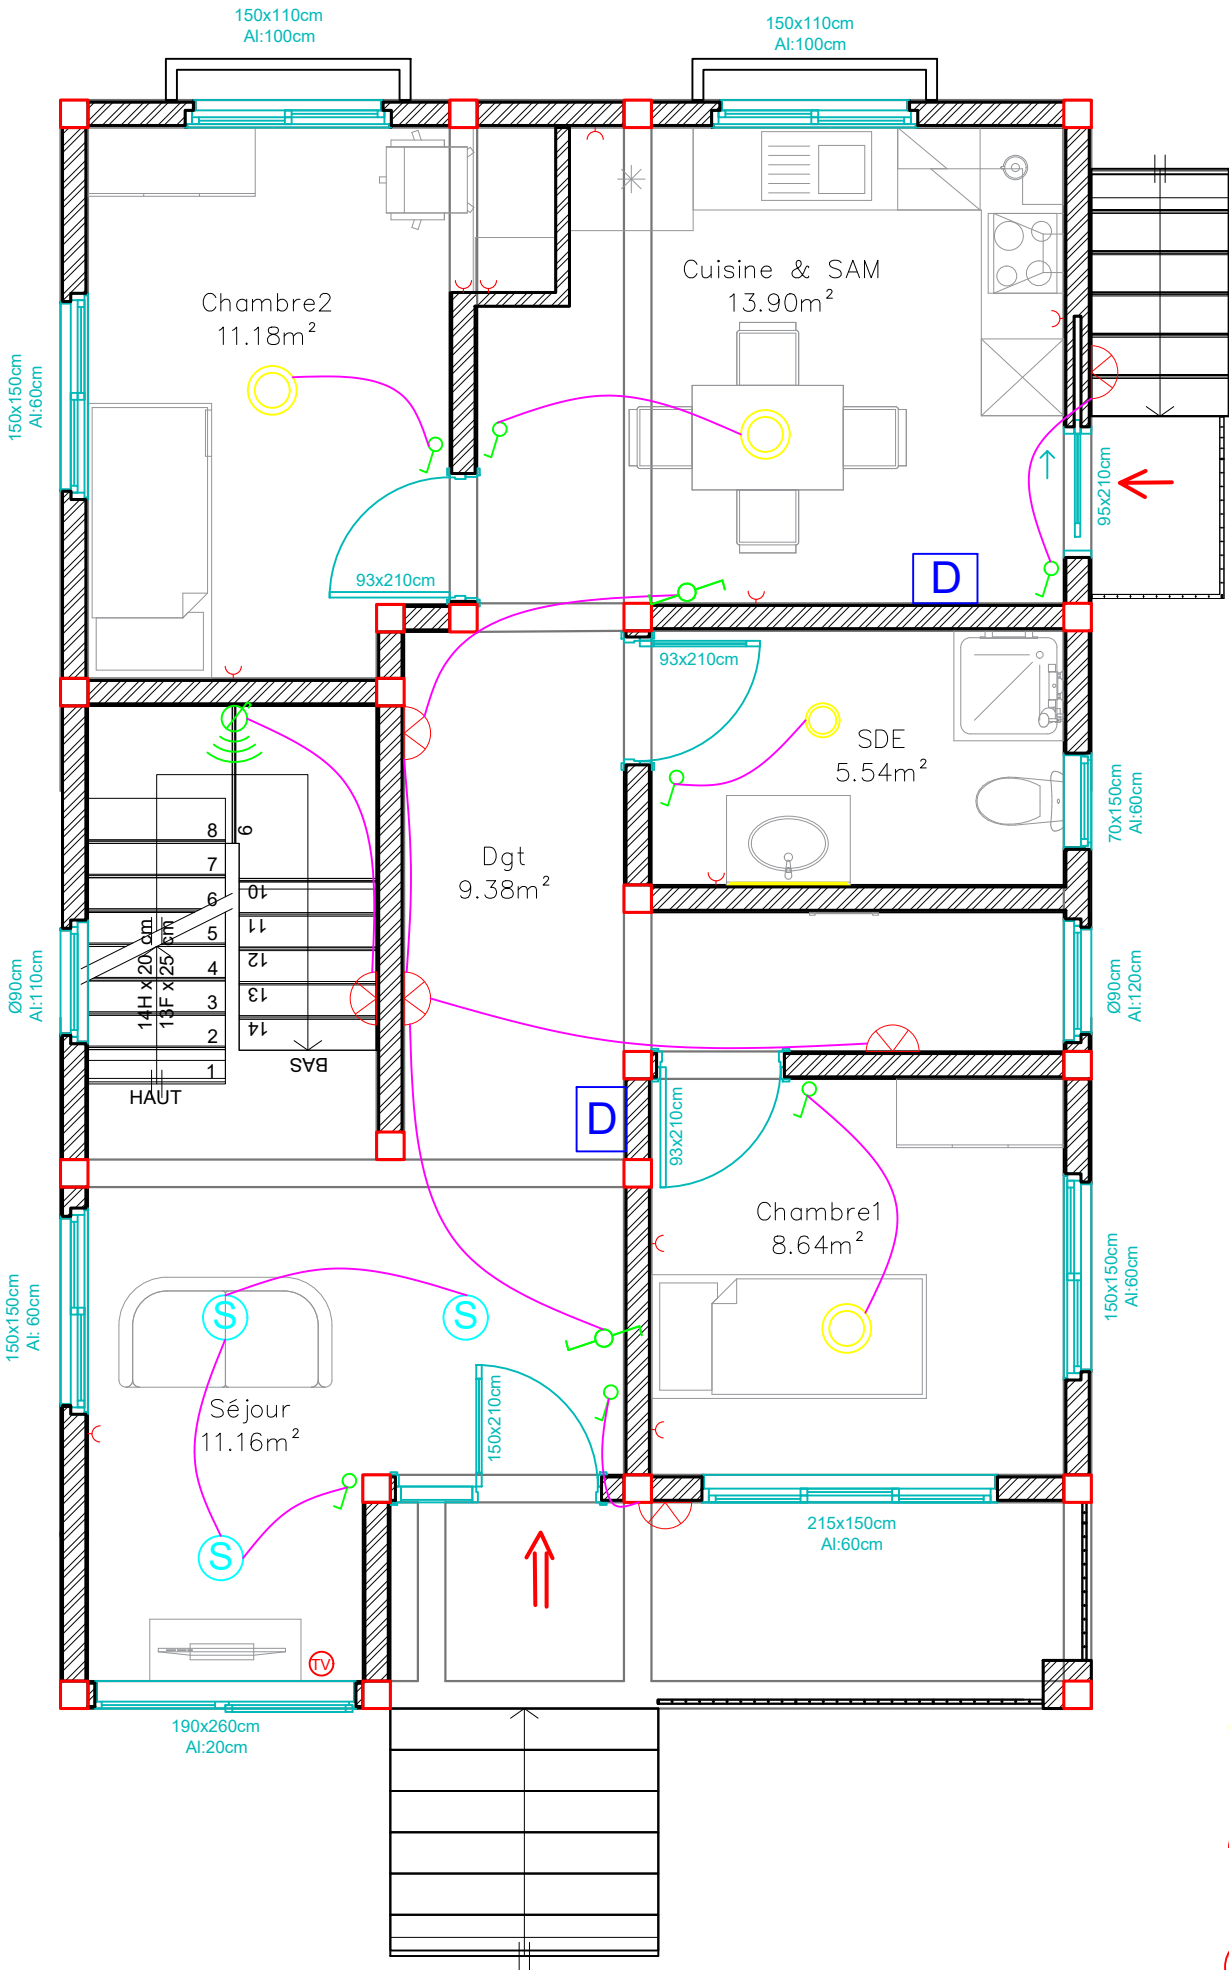 150x110cm
Al:100cm
150x110cm
Al:100cm
Cuisine & SAM
13.90m²
Chambre2
11.18m²
150x150cm
Al:60cm
95x210cm
93x210cm
D
93x210cm
SDE
5.54m²
70x150cm
Al:60cm
8
9
7
6
10
5
11
4
12
3
13
2
14
1
14H x 20 cm
13F x 25 cm
BAS
HAUT
Dgt
9.38m²
Ø90cm
Al:110cm
Ø90cm
Al:120cm
D
93x210cm
Chambre1
8.64m²
150x150cm
Al: 60cm
150x150cm
Al:60cm
S
S
Séjour
11.16m²
150x210cm
S
215x150cm
Al:60cm
TV
190x260cm
Al:20cm